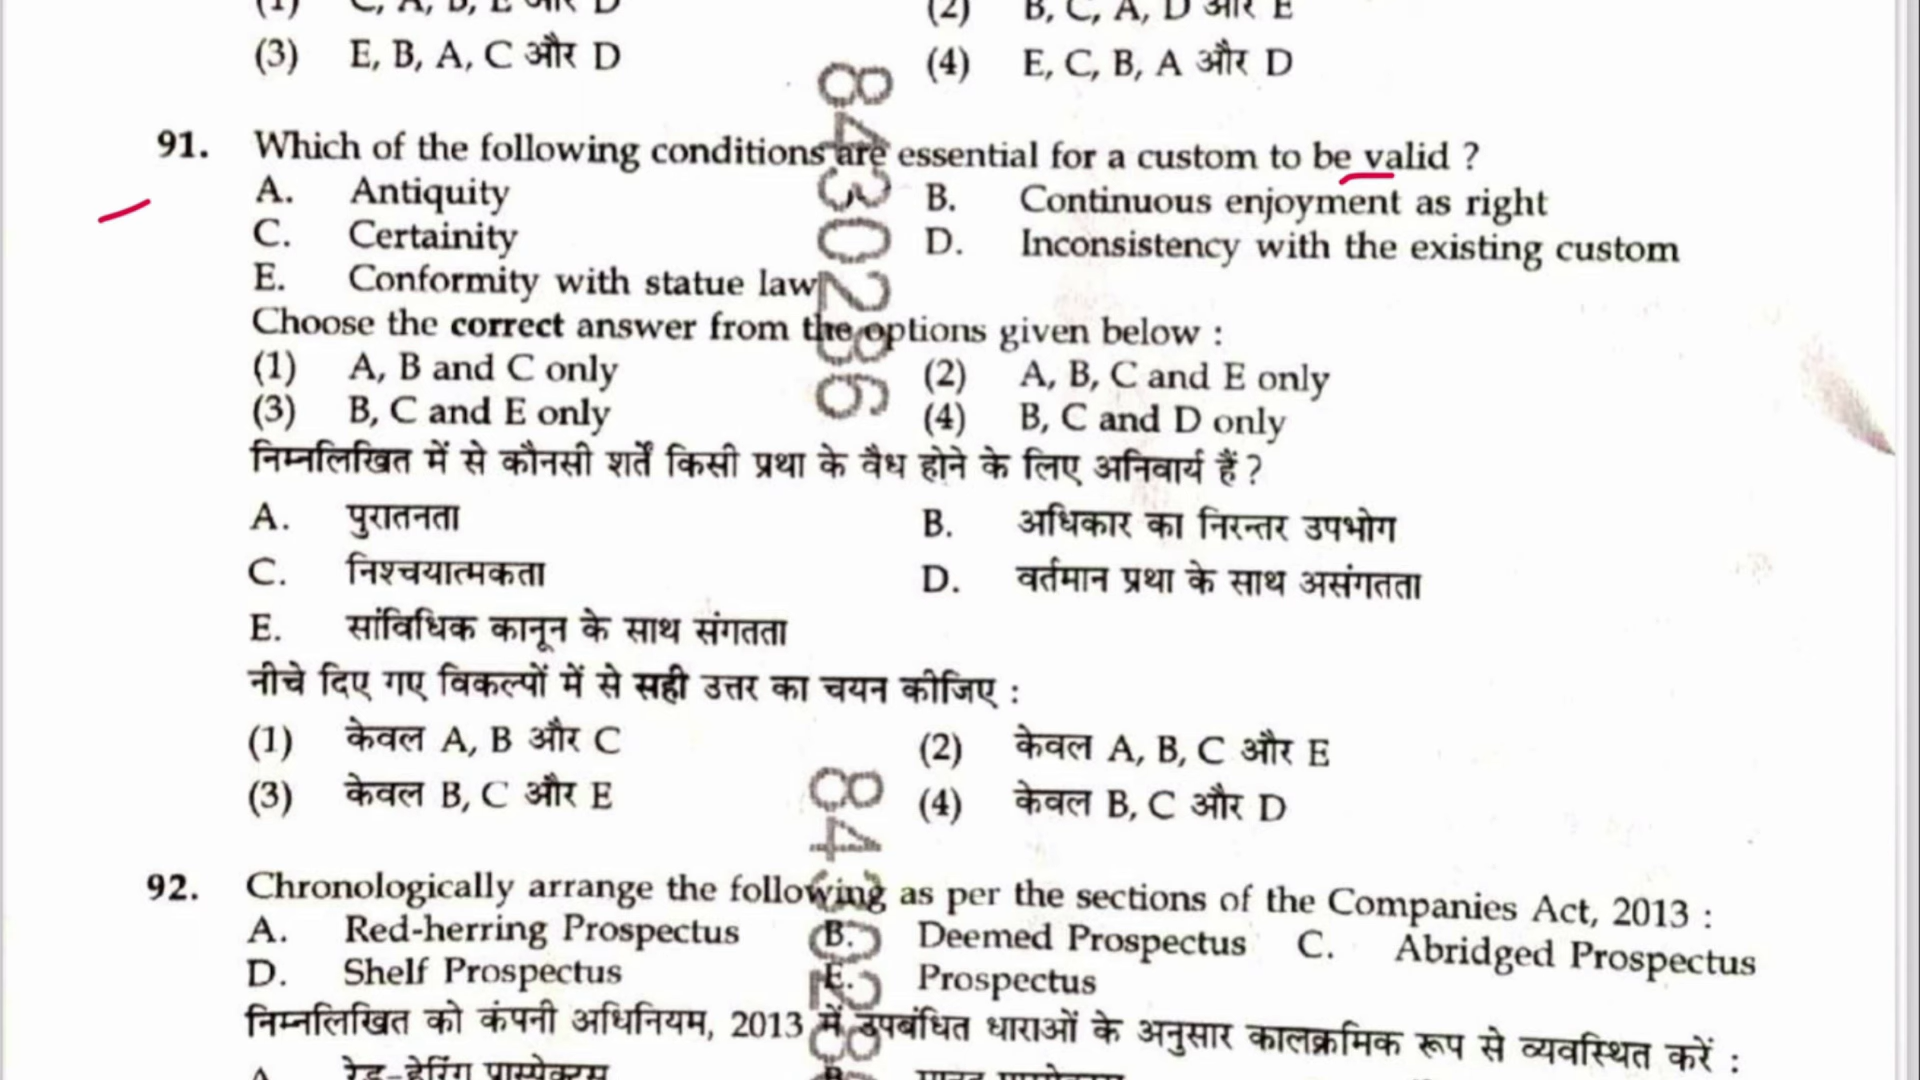 (1) C, A, B, E और D (2) B, C, A, D और E
(3) E, B, A, C और D (4) E, C, B, A और D
91. Which of the following conditions are essential for a custom to be valid ?
A. Antiquity B. Continuous enjoyment as right
C. Certainity D. Inconsistency with the existing custom
E. Conformity with statue law
Choose the correct answer from the options given below :
(1) A, B and C only (2) A, B, C and E only
(3) B, C and E only (4) B, C and D only
निम्नलिखित में से कौनसी शर्तें किसी प्रथा के वैध होने के लिए अनिवार्य हैं ?
A. पुरातनता B. अधिकार का निरन्तर उपभोग
C. निश्चयात्मकता D. वर्तमान प्रथा के साथ असंगतता
E. सांविधिक कानून के साथ संगतता
नीचे दिए गए विकल्पों में से सही उत्तर का चयन कीजिए :
(1) केवल A, B और C (2) केवल A, B, C और E
(3) केवल B, C और E (4) केवल B, C और D
92. Chronologically arrange the following as per the sections of the Companies Act, 2013 :
A. Red-herring Prospectus B. Deemed Prospectus C. Abridged Prospectus
D. Shelf Prospectus E. Prospectus
निम्नलिखित को कंपनी अधिनियम, 2013 में उपबंधित धाराओं के अनुसार कालक्रमिक रूप से व्यवस्थित करें :
A. रेड-हेरिंग प्रास्पेक्टस B.
84330286